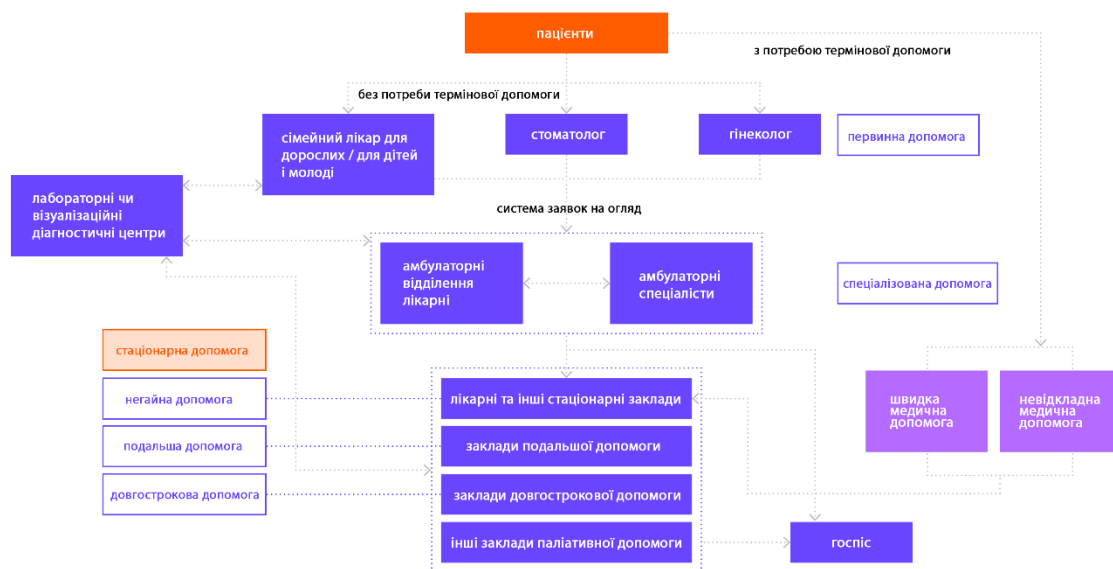 пацієнти
з потребою термінової допомоги
без потреби термінової допомоги
сімейний лікар для
дорослих / для дітей
і молоді
стоматолог
гінеколог
первинна допомога
лабораторні чи
візуалізаційні
діагностичні центри
система заявок на огляд
амбулаторні
відділення
лікарні
амбулаторні
спеціалісти
спеціалізована допомога
стаціонарна допомога
негайна допомога
подальша допомога
довгострокова допомога
лікарні та інші стаціонарні заклади
заклади подальшої допомоги
заклади довгострокової допомоги
інші заклади паліативної допомоги
швидка
медична
допомога
невідкладна
медична
допомога
госпіс